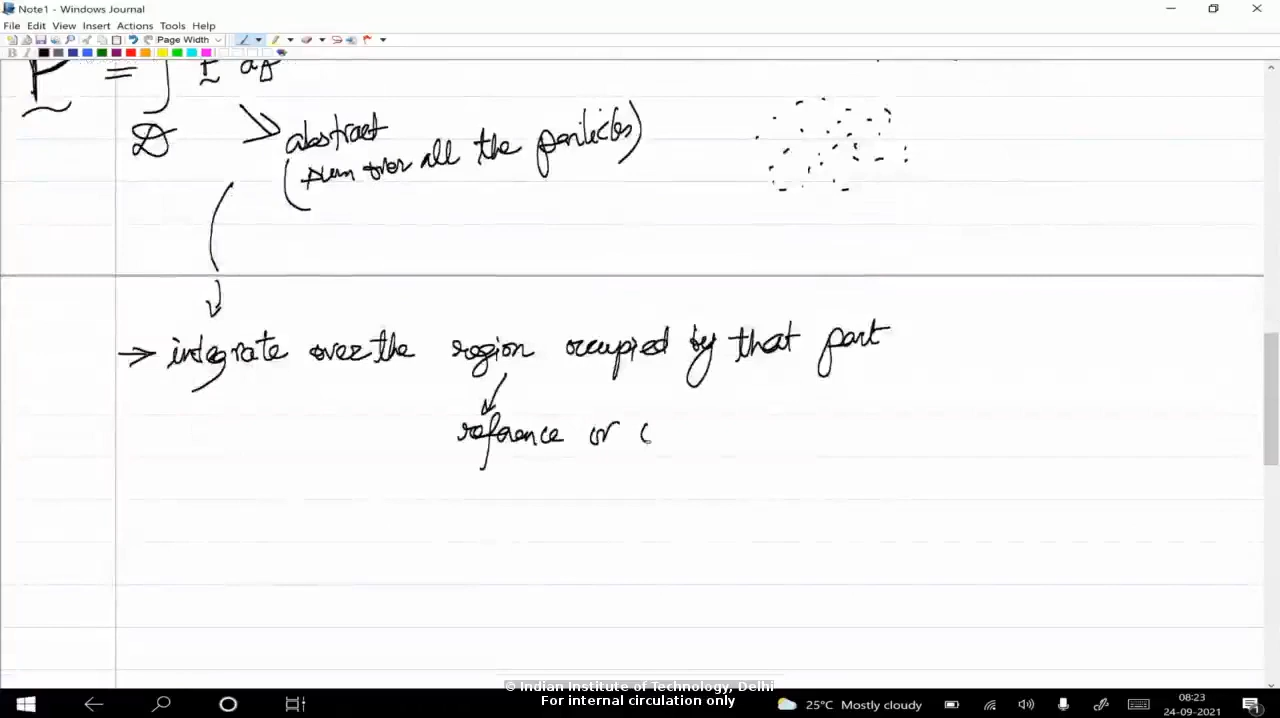 Note1 - Windows Journal
File Edit View Insert Actions Tools Help
Page Width
B I
P = ∫
D
abstract
(sum over all the particles)
→ integrate over the region occupied by that part
reference or c
© Indian Institute of Technology, Delhi
For internal circulation only
25°C Mostly cloudy
08:23
24-09-2021
1